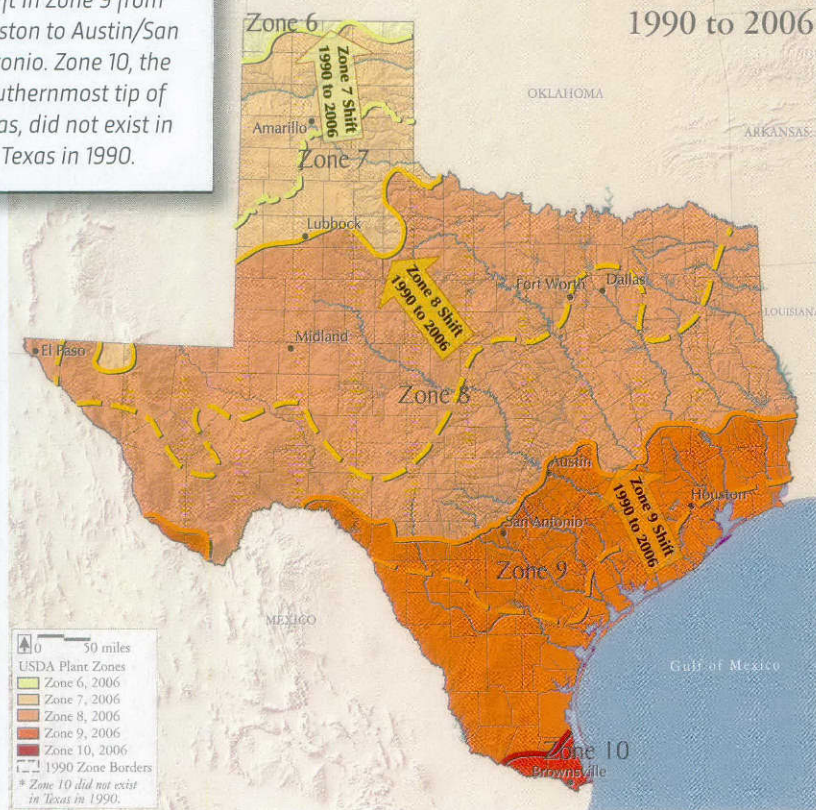 ft in Zone 9 from
ston to Austin/San
onio. Zone 10, the
uthernmost tip of
as, did not exist in
Texas in 1990.
1990 to 2006
Zone 6
Zone 7 Shift
1990 to 2006
OKLAHOMA
ARKANSAS
Amarillo
Zone 7
Lubbock
Zone 8 Shift
1990 to 2006
Fort Worth
Dallas
LOUISIANA
El Paso
Midland
Zone 8
Austin
Zone 9 Shift
1990 to 2006
Houston
San Antonio
Zone 9
MEXICO
Gulf of Mexico
0 50 miles
USDA Plant Zones
Zone 6, 2006
Zone 7, 2006
Zone 8, 2006
Zone 9, 2006
Zone 10, 2006
1990 Zone Borders
* Zone 10 did not exist
in Texas in 1990.
Zone 10
Brownsville